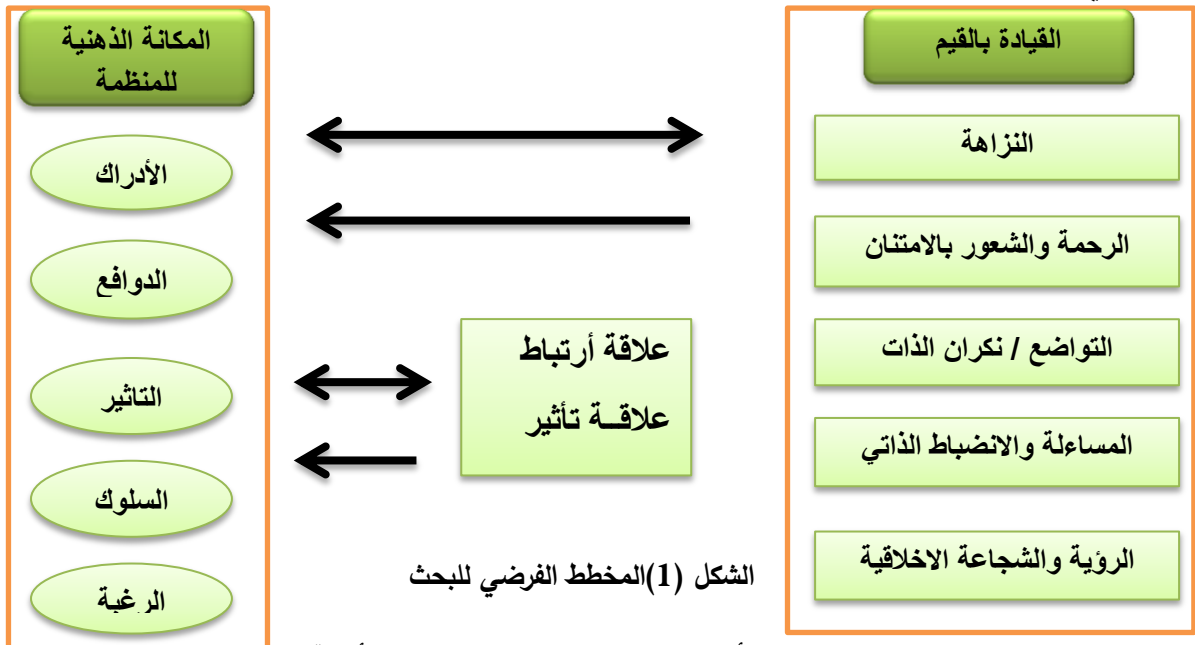 القيادة بالقيم
النزاهة
الرحمة والشعور بالامتنان
التواضع / نكران الذات
المساءلة والانضباط الذاتي
الرؤية والشجاعة الاخلاقية
علاقة أرتباط
علاقــة تأثير
المكانة الذهنية
للمنظمة
الأدراك
الدوافع
التاثير
السلوك
الرغبة
الشكل (1)المخطط الفرضي للبحث